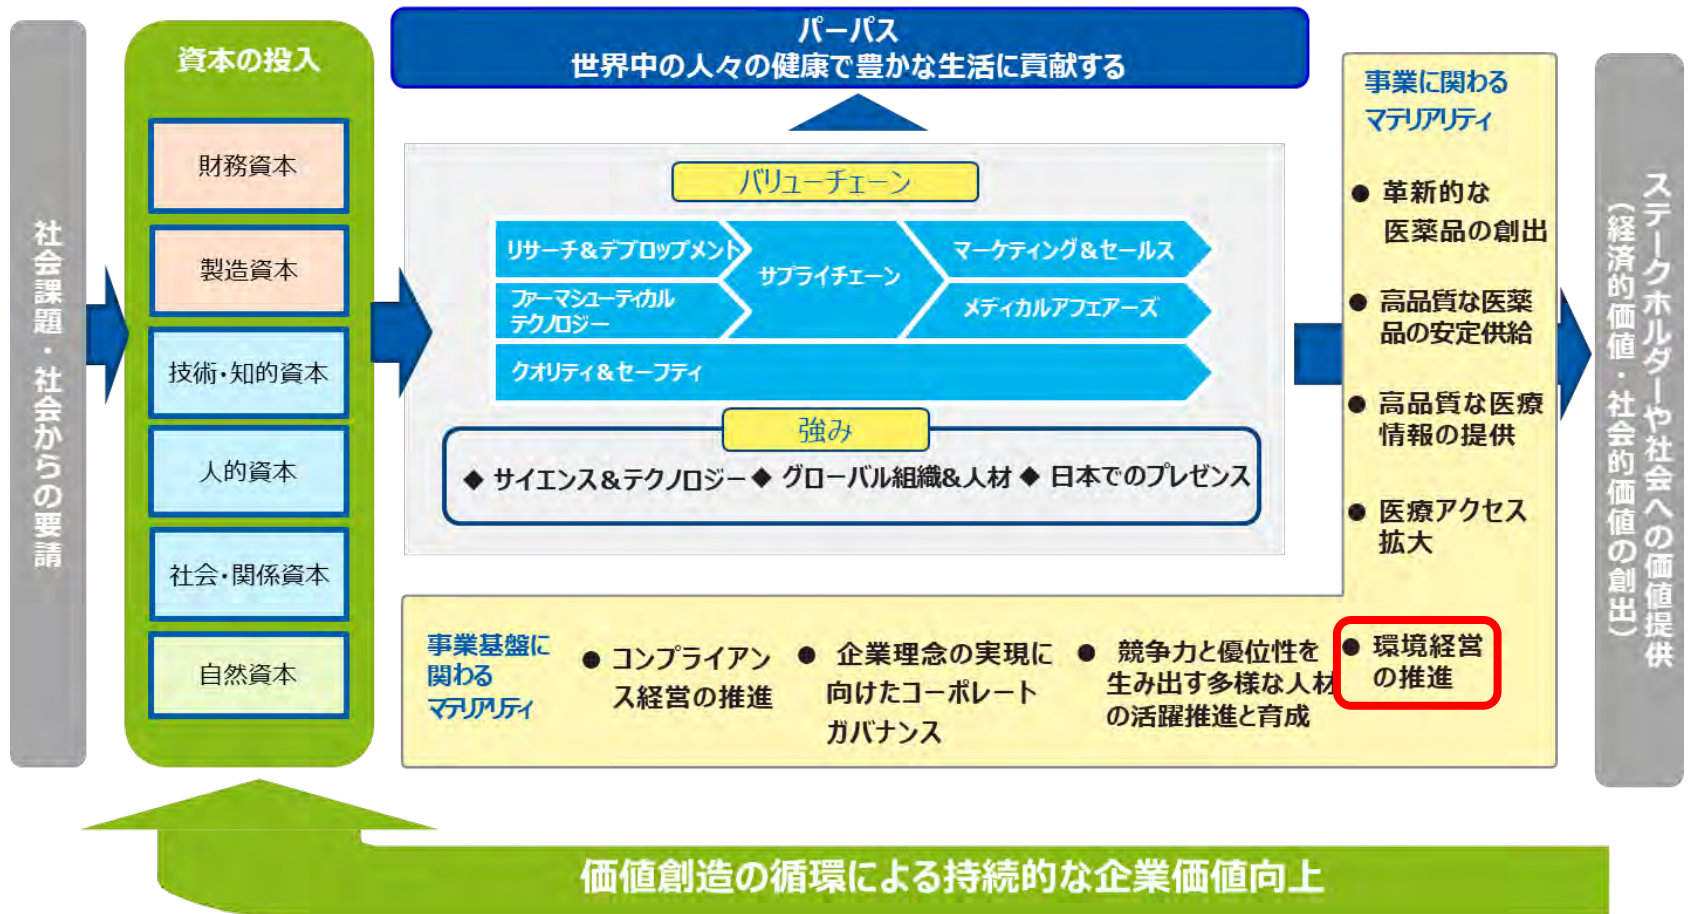 社会課題・社会からの要請
資本の投入
財務資本
製造資本
技術・知的資本
人的資本
社会・関係資本
自然資本
パーパス
世界中の人々の健康で豊かな生活に貢献する
バリューチェーン
リサーチ&デブロップメント
ファーマシューティカル
テクノロジー
サプライチェーン
マーケティング&セールス
メディカルアフェアーズ
クオリティ&セーフティ
強み
◆ サイエンス&テクノロジー ◆ グローバル組織&人材 ◆ 日本でのプレゼンス
事業に関わる
マテリアリティ
● 革新的な
医薬品の創出
● 高品質な医薬
品の安定供給
● 高品質な医療
情報の提供
● 医療アクセス
拡大
事業基盤に
関わる
マテリアリティ
● コンプライアン
ス経営の推進
● 企業理念の実現に
向けたコーポレート
ガバナンス
● 競争力と優位性を
生み出す多様な人材
の活躍推進と育成
● 環境経営
の推進
ステークホルダーや社会への価値提供
(経済的価値・社会的価値の創出)
価値創造の循環による持続的な企業価値向上